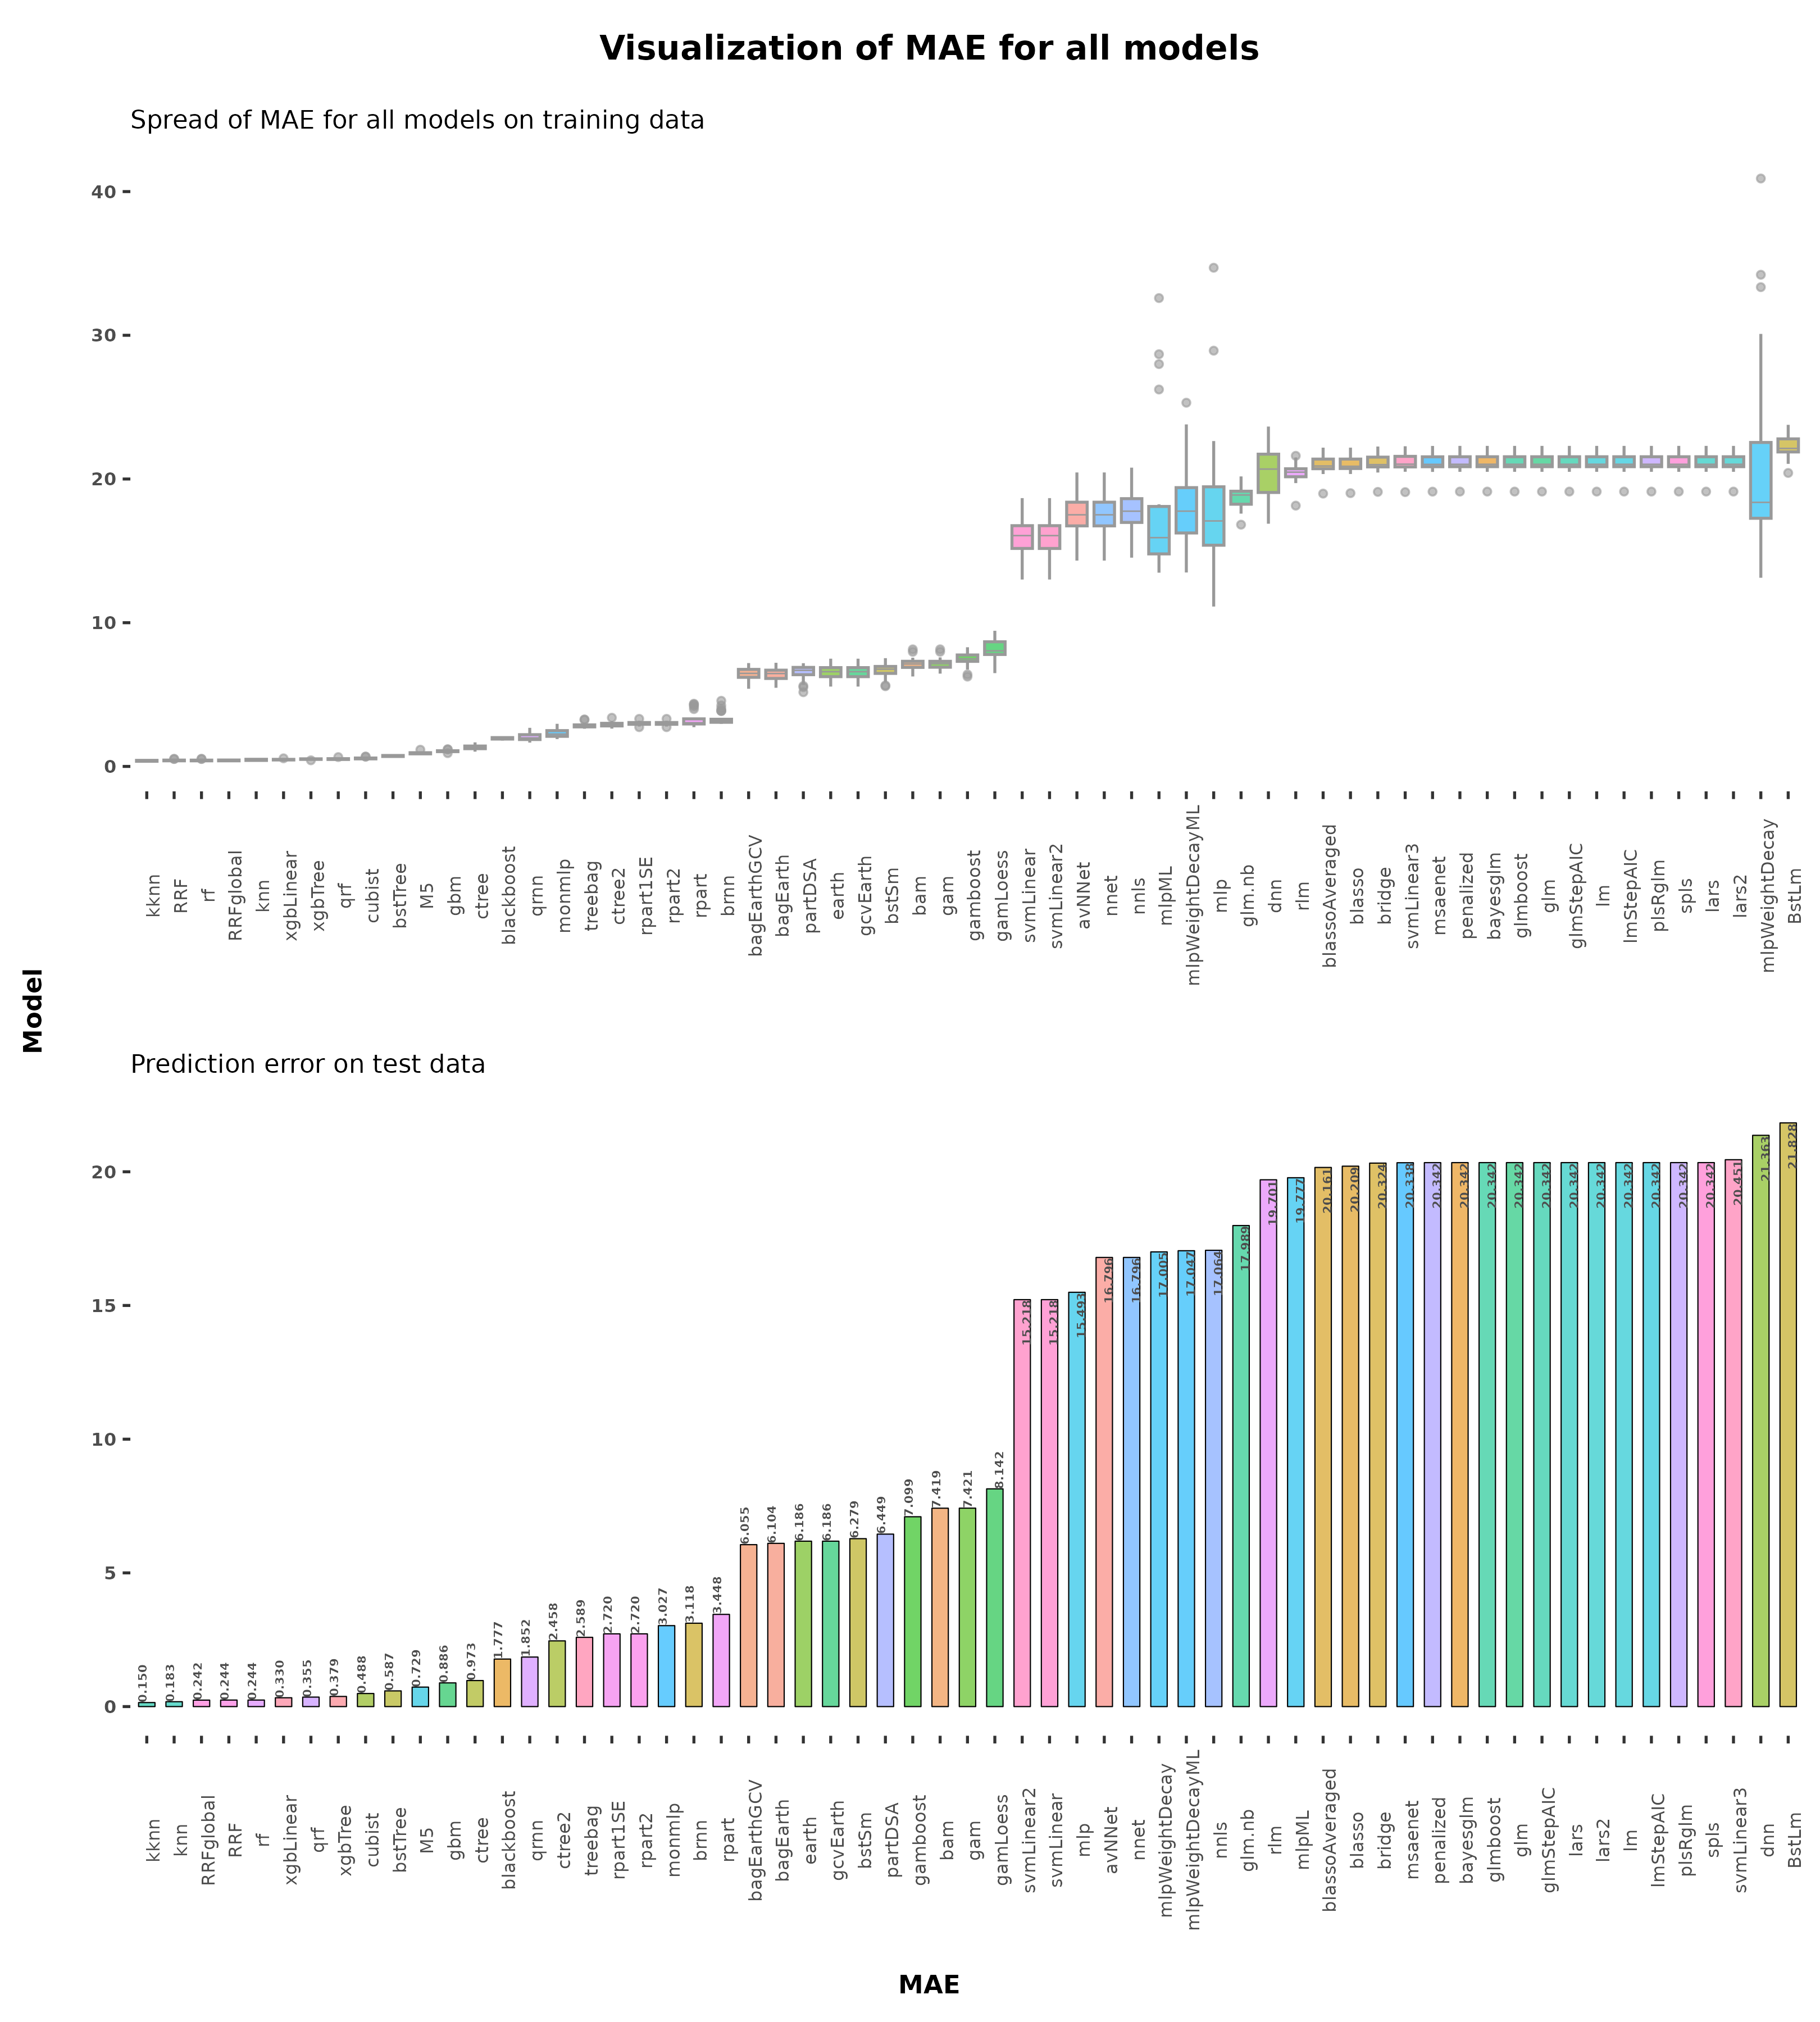 Visualization of MAE for all models
Spread of MAE for all models on training data
40
30
20
10
0
kknn
RRF
rf
RRFglobal
knn
xgbLinear
xgbTree
qrf
cubist
bstTree
M5
gbm
ctree
blackboost
qrnn
monmlp
treebag
ctree2
rpart1SE
rpart2
rpart
brnn
bagEarthGCV
bagEarth
partDSA
earth
gcvEarth
bstSm
bam
gam
gamboost
gamLoess
svmLinear
svmLinear2
avNNet
nnet
nnls
mlpML
mlpWeightDecayML
mlp
glm.nb
dnn
rlm
blassoAveraged
blasso
bridge
svmLinear3
msaenet
penalized
bayesglm
glmboost
glm
glmStepAIC
lm
lmStepAIC
plsRglm
spls
lars
lars2
mlpWeightDecay
BstLm
Model
Prediction error on test data
20
15
10
5
0
0.150
0.183
0.242
0.244
0.244
0.330
0.355
0.379
0.488
0.587
0.729
0.886
0.973
1.777
1.852
2.458
2.589
2.720
2.720
3.027
3.118
3.448
6.055
6.104
6.186
6.186
6.279
6.449
7.099
7.419
7.421
8.142
15.218
15.218
15.493
16.796
16.796
17.005
17.047
17.064
17.989
19.701
19.777
20.161
20.209
20.324
20.338
20.342
20.342
20.342
20.342
20.342
20.342
20.342
20.342
20.342
20.342
20.342
20.451
21.363
21.828
kknn
knn
RRFglobal
RRF
rf
xgbLinear
qrf
xgbTree
cubist
bstTree
M5
gbm
ctree
blackboost
qrnn
ctree2
treebag
rpart1SE
rpart2
monmlp
brnn
rpart
bagEarthGCV
bagEarth
earth
gcvEarth
bstSm
partDSA
gamboost
bam
gam
gamLoess
svmLinear2
svmLinear
mlp
avNNet
nnet
mlpWeightDecay
mlpWeightDecayML
nnls
glm.nb
rlm
mlpML
blassoAveraged
blasso
bridge
msaenet
penalized
bayesglm
glmboost
glm
glmStepAIC
lars
lars2
lm
lmStepAIC
plsRglm
spls
svmLinear3
dnn
BstLm
MAE